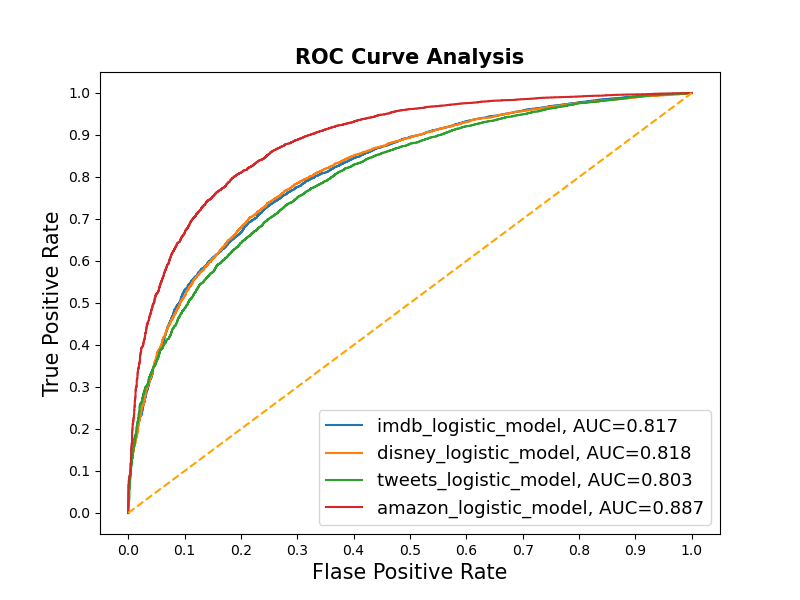 ROC Curve Analysis
1.0
0.9
0.8
0.7
0.6
0.5
0.4
0.3
0.2
0.1
0.0
True Positive Rate
imdb_logistic_model, AUC=0.817
disney_logistic_model, AUC=0.818
tweets_logistic_model, AUC=0.803
amazon_logistic_model, AUC=0.887
0.0 0.1 0.2 0.3 0.4 0.5 0.6 0.7 0.8 0.9 1.0
Flase Positive Rate